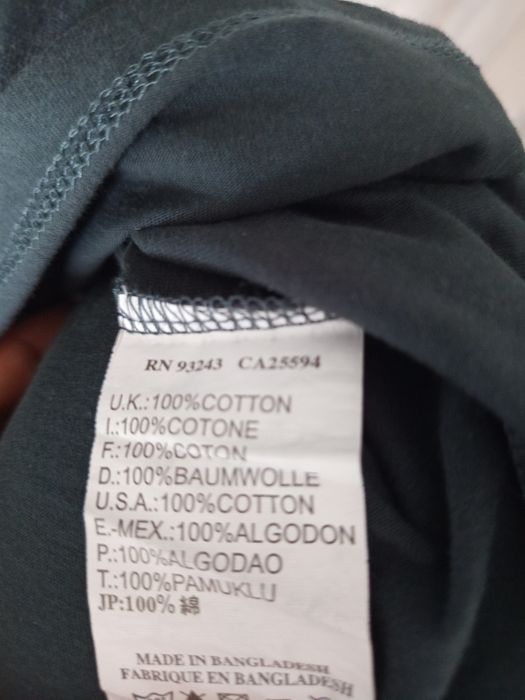 RN 93243 CA25594
U.K.:100%COTTON
I.:100%COTONE
F.:100%COTON
D.:100%BAUMWOLLE
U.S.A.:100%COTTON
E.-MEX.:100%ALGODON
P.:100%ALGODAO
T.:100%PAMUKLU
JP:100% 綿
MADE IN BANGLADESH
FABRIQUE EN BANGLADESH